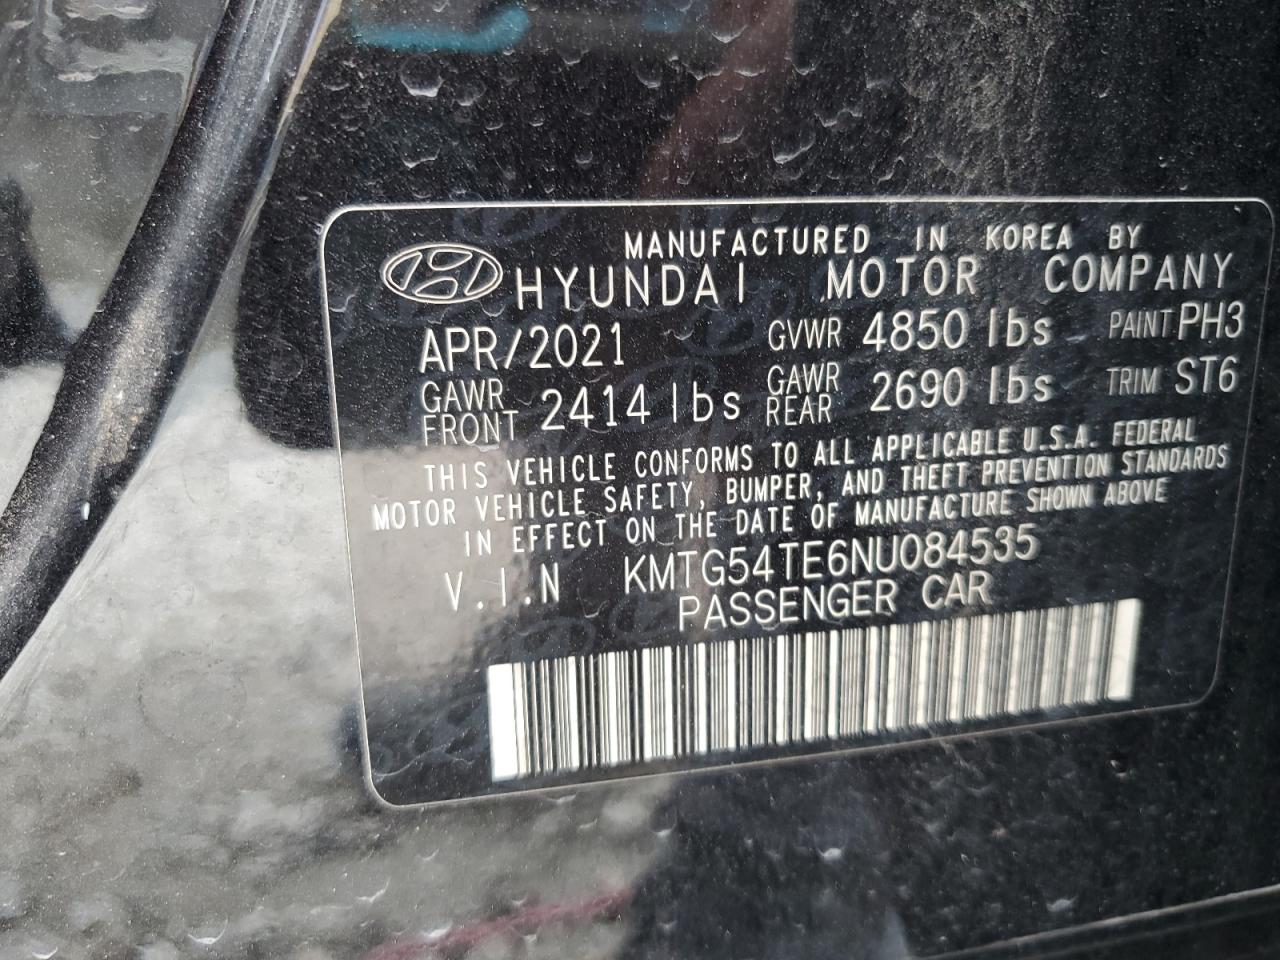 MANUFACTURED IN KOREA BY
HYUNDAI MOTOR COMPANY
APR/2021 GVWR 4850 lbs PAINT PH3
GAWR FRONT 2414 lbs GAWR REAR 2690 lbs TRIM ST6
THIS VEHICLE CONFORMS TO ALL APPLICABLE U.S.A. FEDERAL
MOTOR VEHICLE SAFETY, BUMPER, AND THEFT PREVENTION STANDARDS
IN EFFECT ON THE DATE OF MANUFACTURE SHOWN ABOVE
V.I.N KMTG54TE6NU084535
PASSENGER CAR